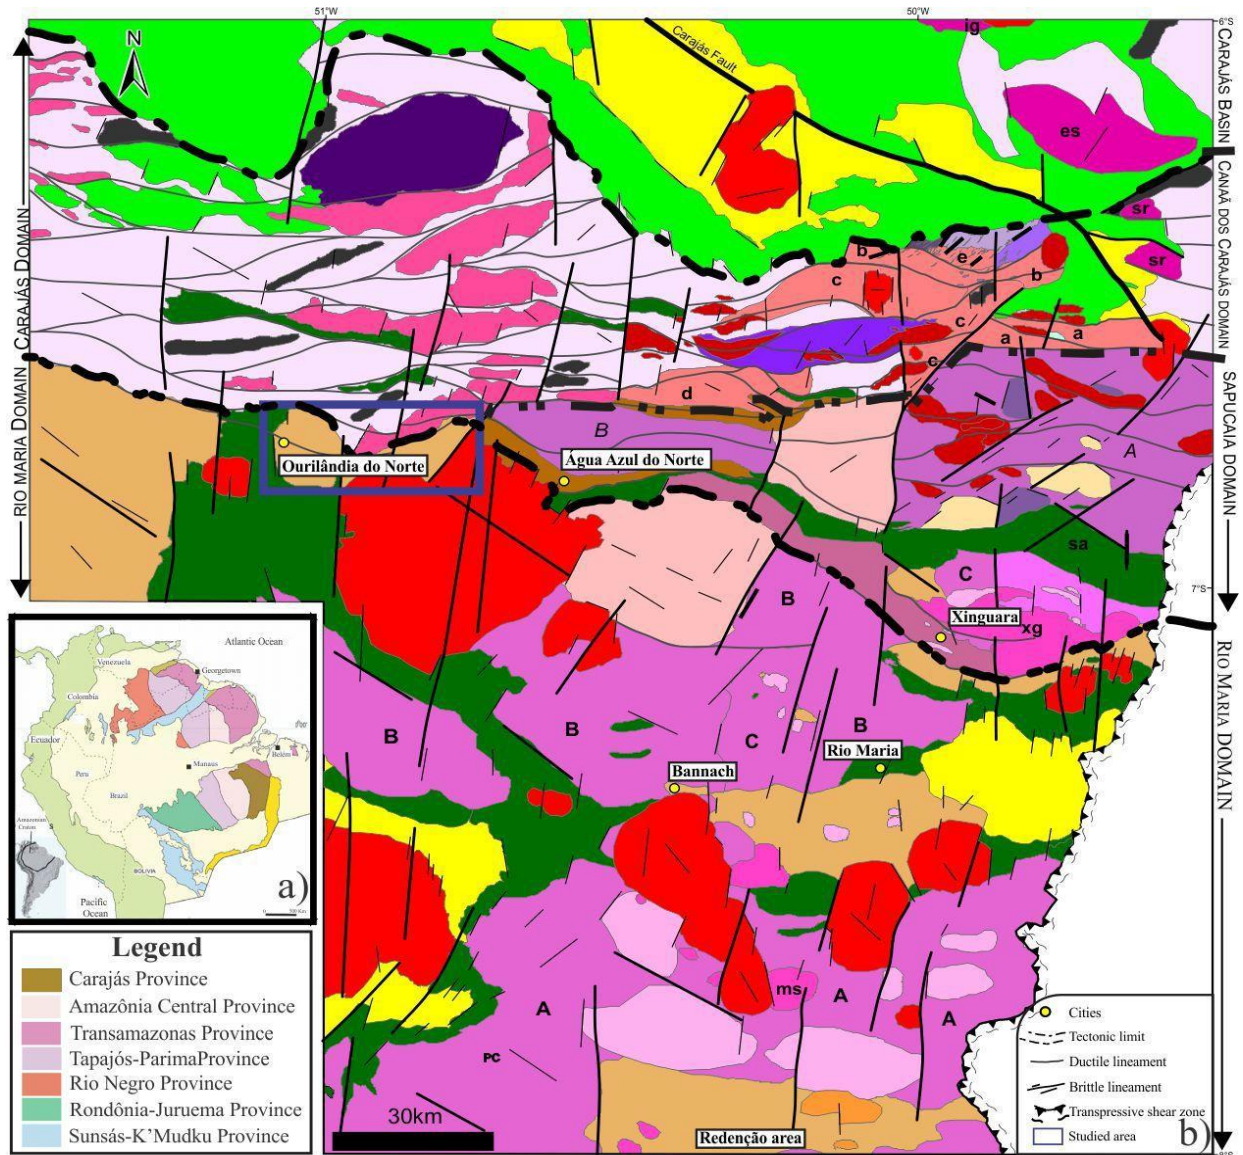 51°W
50°W
6°S
N
Carajás Fault
ig
es
sr
sr
b
e
b
c
c
a
a
c
d
B
A
Ourilândia do Norte
Água Azul do Norte
sa
C
Xinguara
xg
7°S
B
B
B
B
C
Rio Maria
Bannach
ms
A
A
A
PC
30km
Redenção area
8°S
CARAJÁS DOMAIN
RIO MARIA DOMAIN
CARAJÁS BASIN
CANAÃ DOS CARAJÁS DOMAIN
SAPUCAIA DOMAIN
RIO MARIA DOMAIN
Atlantic Ocean
Venezuela
Georgetown
Colombia
Ecuador
Belém
Manaus
Peru
Brazil
Amazonian
Craton
S
BOLIVIA
Pacific
Ocean
a)
Legend
Carajás Province
Amazônia Central Province
Transamazonas Province
Tapajós-ParimaProvince
Rio Negro Province
Rondônia-Juruema Province
Sunsás-K'Mudku Province
Cities
Tectonic limit
Ductile lineament
Brittle lineament
Transpressive shear zone
Studied area
b)